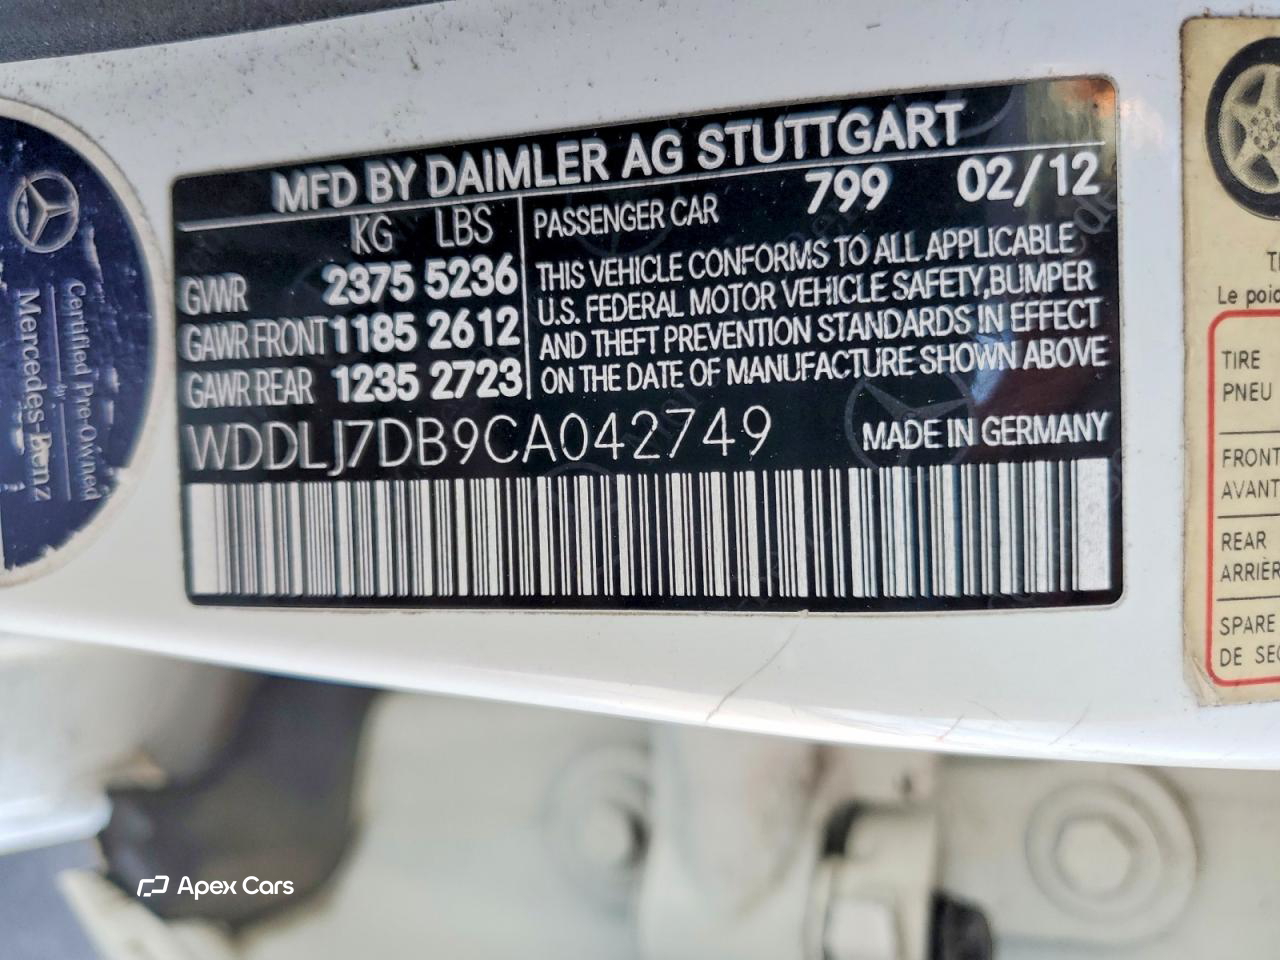 MFD BY DAIMLER AG STUTTGART
KG LBS
GVWR 2375 5236
GAWR FRONT 1185 2612
GAWR REAR 1235 2723
PASSENGER CAR 799 02/12
THIS VEHICLE CONFORMS TO ALL APPLICABLE
U.S. FEDERAL MOTOR VEHICLE SAFETY,BUMPER
AND THEFT PREVENTION STANDARDS IN EFFECT
ON THE DATE OF MANUFACTURE SHOWN ABOVE
WDDLJ7DB9CA042749 MADE IN GERMANY
Certified Pre-Owned
by
Mercedes-Benz
Le poid
TIRE
PNEU
FRONT
AVANT
REAR
ARRIÈR
SPARE
DE SEC
Apex Cars